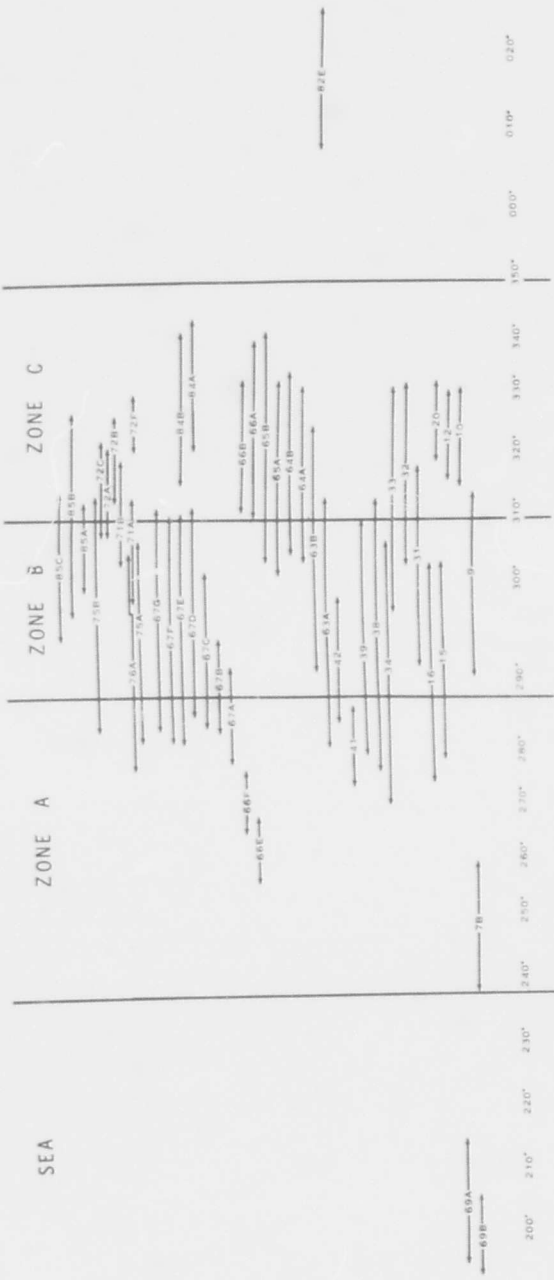 SEA
ZONE A
ZONE B
ZONE C
85C
85B
85A
75B
72C
72A
72B
71B
71A
72F
76A
75A
67G
67F
67E
67D
67C
67B
67A
84B
84A
66F
66E
66B
66A
65B
65A
64B
64A
63B
63A
82E
42
41
39
38
34
33
32
31
16
15
20
12
10
9
7B
69A
69B
200°
210°
220°
230°
240°
250°
260°
270°
280°
290°
300°
310°
320°
330°
340°
350°
000°
010°
020°